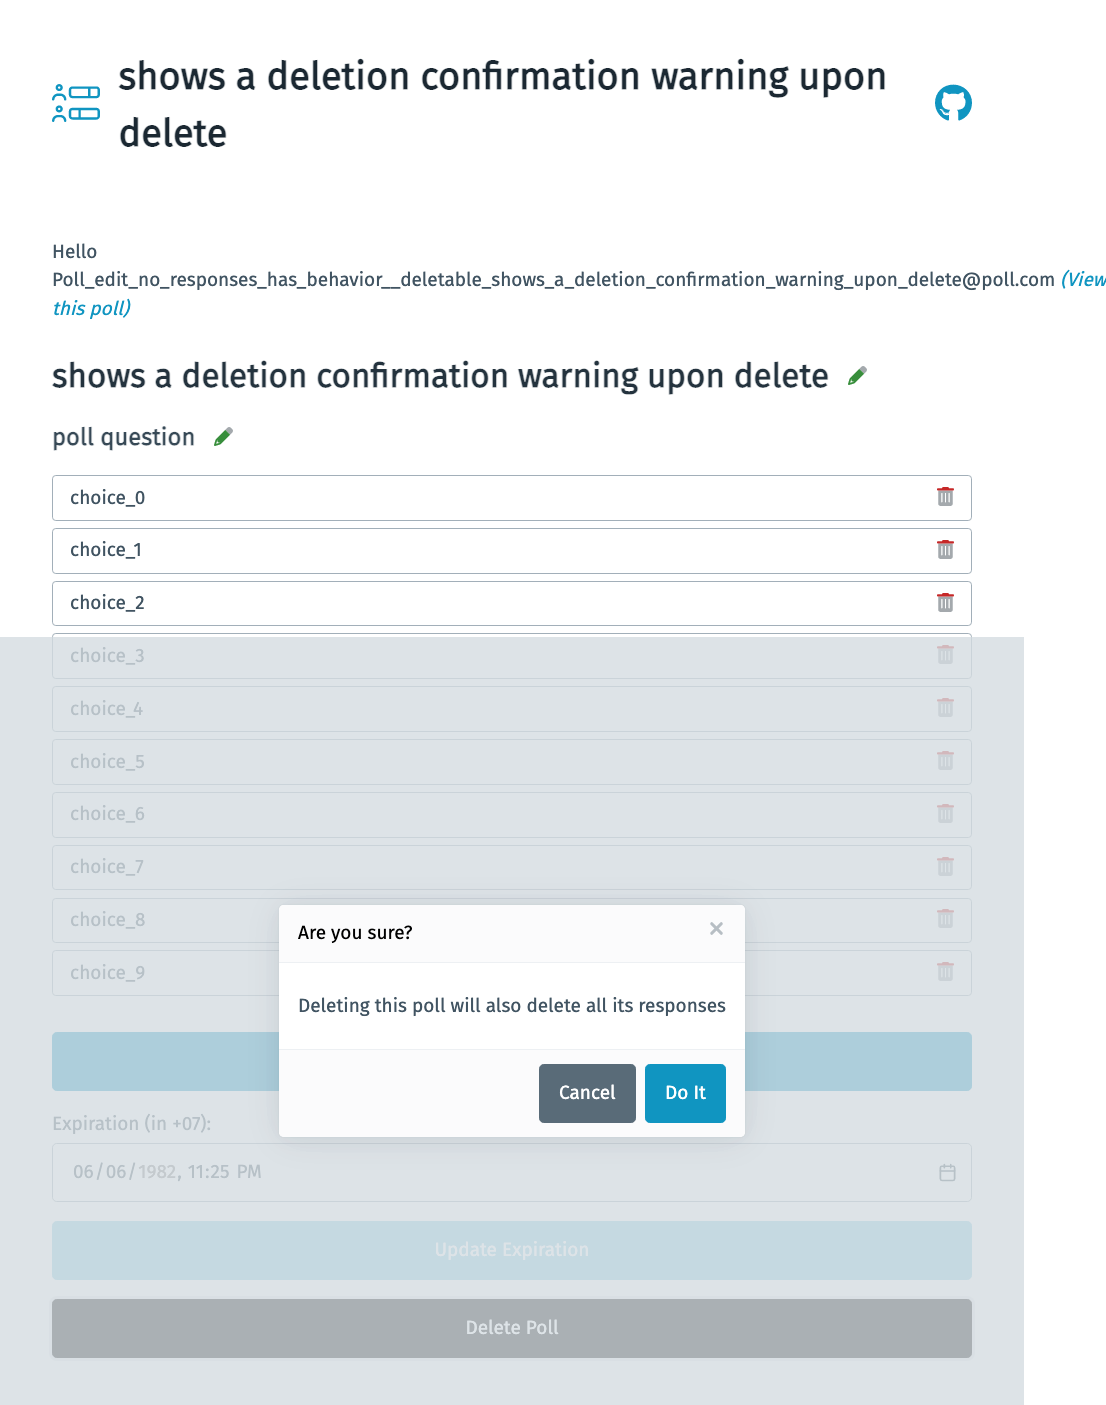 shows a deletion confirmation warning upon
delete
Hello
Poll_edit_no_responses_has_behavior__deletable_shows_a_deletion_confirmation_warning_upon_delete@poll.com (View
this poll)
shows a deletion confirmation warning upon delete
poll question
choice_0
choice_1
choice_2
choice_3
choice_4
choice_5
choice_6
choice_7
choice_8
choice_9
Are you sure?
×
Deleting this poll will also delete all its responses
Cancel
Do It
Expiration (in +07):
06/06/1982, 11:25 PM
Update Expiration
Delete Poll